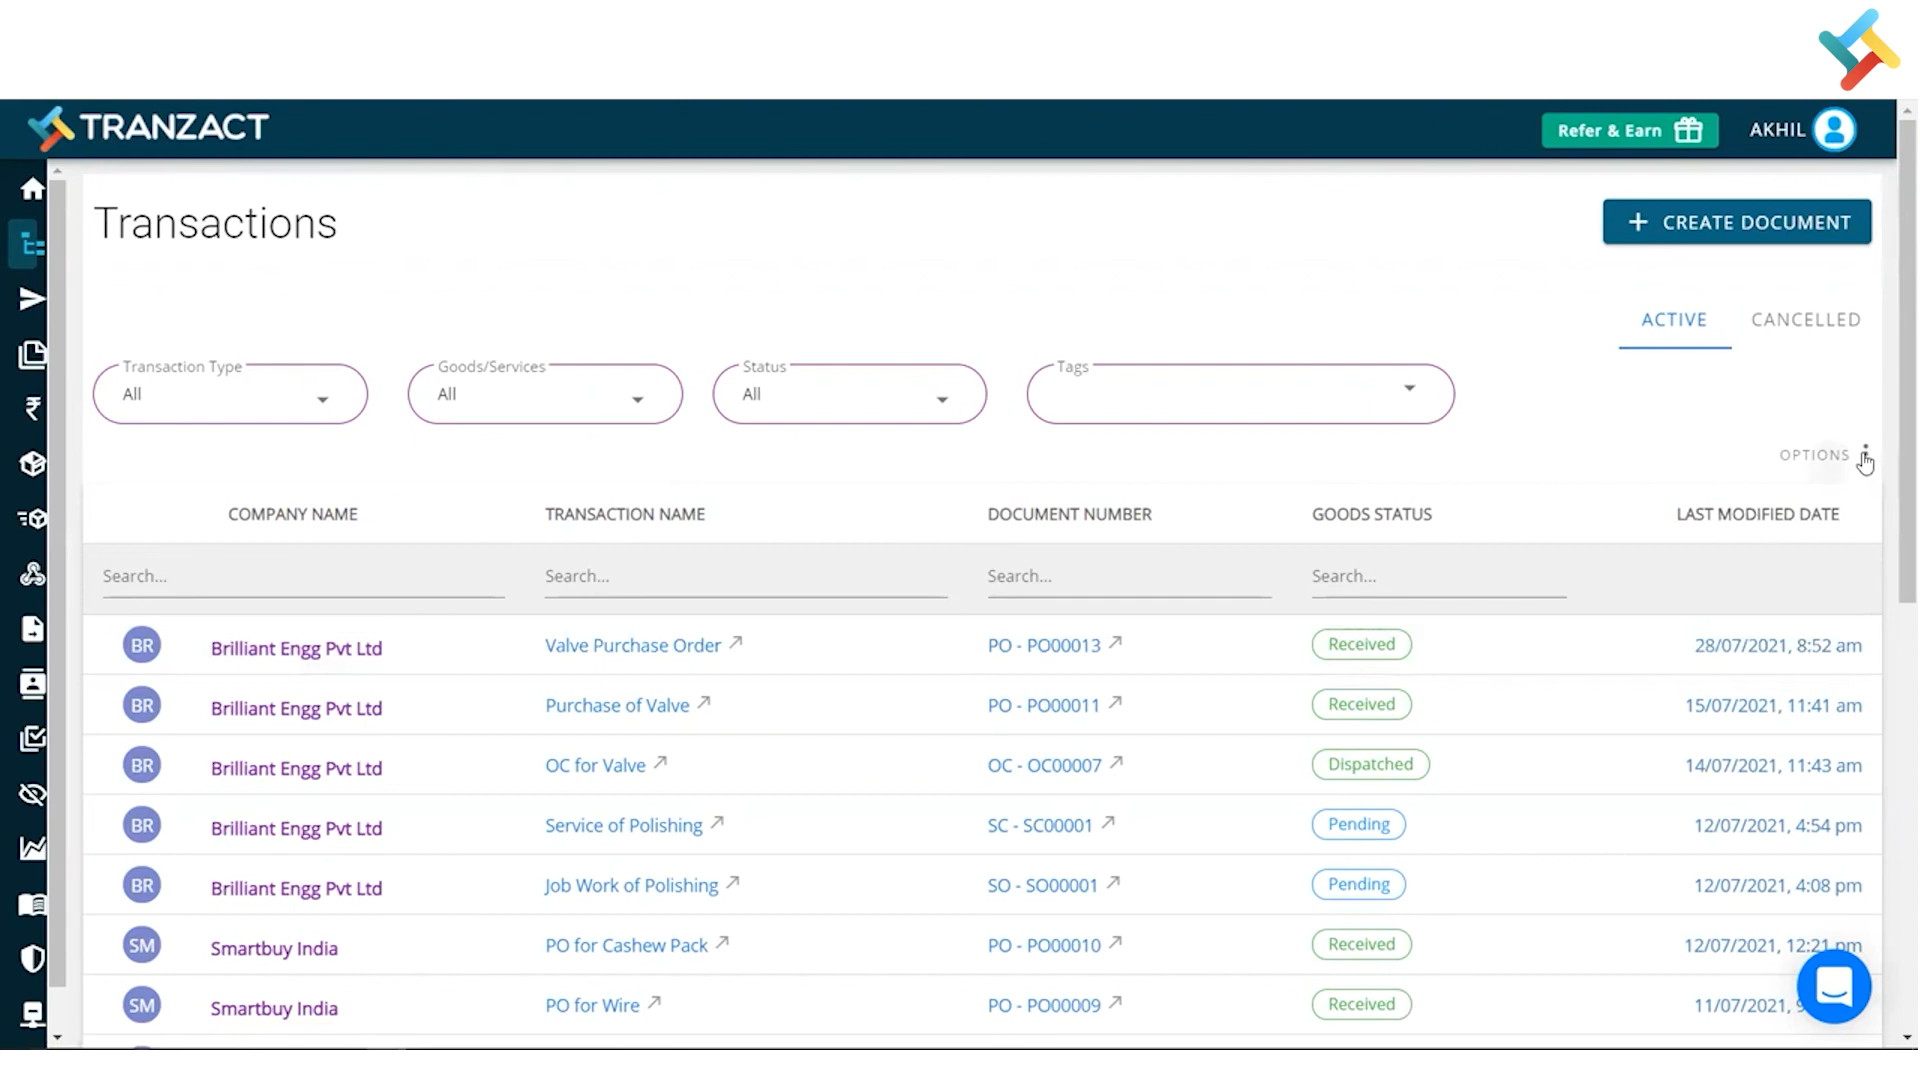 TRANZACT
Refer & Earn
AKHIL
Transactions
+ CREATE DOCUMENT
ACTIVE CANCELLED
Transaction Type Goods/Services Status Tags
All All All
OPTIONS
COMPANY NAME TRANSACTION NAME DOCUMENT NUMBER GOODS STATUS LAST MODIFIED DATE
Search... Search... Search... Search...
BR Brilliant Engg Pvt Ltd Valve Purchase Order PO - PO00013 Received 28/07/2021, 8:52 am
BR Brilliant Engg Pvt Ltd Purchase of Valve PO - PO00011 Received 15/07/2021, 11:41 am
BR Brilliant Engg Pvt Ltd OC for Valve OC - OC00007 Dispatched 14/07/2021, 11:43 am
BR Brilliant Engg Pvt Ltd Service of Polishing SC - SC00001 Pending 12/07/2021, 4:54 pm
BR Brilliant Engg Pvt Ltd Job Work of Polishing SO - SO00001 Pending 12/07/2021, 4:08 pm
SM Smartbuy India PO for Cashew Pack PO - PO00010 Received 12/07/2021, 12:21 pm
SM Smartbuy India PO for Wire PO - PO00009 Received 11/07/2021,